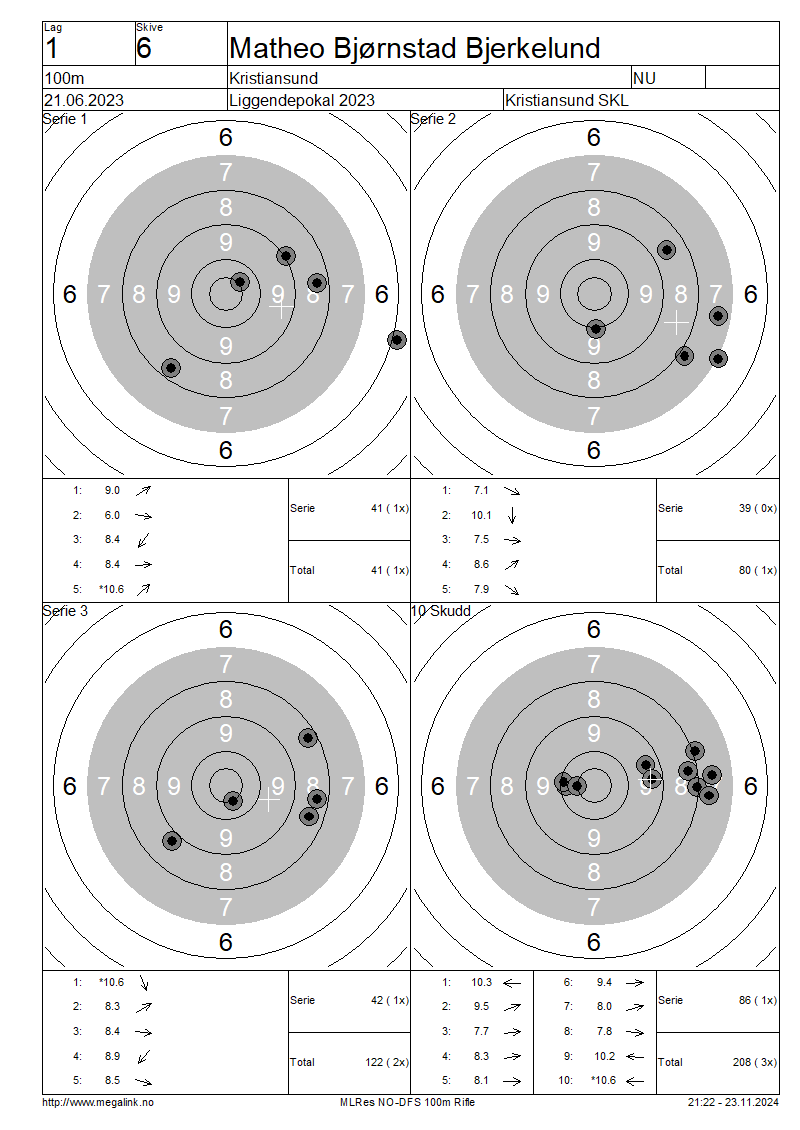 Lag Skive
1 6 Matheo Bjørnstad Bjerkelund
100m Kristiansund NU
21.06.2023 Liggendepokal 2023 Kristiansund SKL
Serie 1 Serie 2
6 6
7 7
8 8
9 9
6 7 8 9 9 8 7 6 6 7 8 9 9 8 7 6
9 9
8 8
7 7
6 6
1: 9.0 1: 7.1
2: 6.0 Serie 41 ( 1x) 2: 10.1 Serie 39 ( 0x)
3: 8.4 3: 7.5
4: 8.4 Total 41 ( 1x) 4: 8.6 Total 80 ( 1x)
5: *10.6 5: 7.9
Serie 3 10 Skudd
6 6
7 7
8 8
9 9
6 7 8 9 9 8 7 6 6 7 8 9 9 8 7 6
9 9
8 8
7 7
6 6
1: *10.6 1: 10.3 6: 9.4
2: 8.3 Serie 42 ( 1x) 2: 9.5 7: 8.0 Serie 86 ( 1x)
3: 8.4 3: 7.7 8: 7.8
4: 8.9 Total 122 ( 2x) 4: 8.3 9: 10.2 Total 208 ( 3x)
5: 8.5 5: 8.1 10: *10.6
http://www.megalink.no MLRes NO-DFS 100m Rifle 21:22 - 23.11.2024